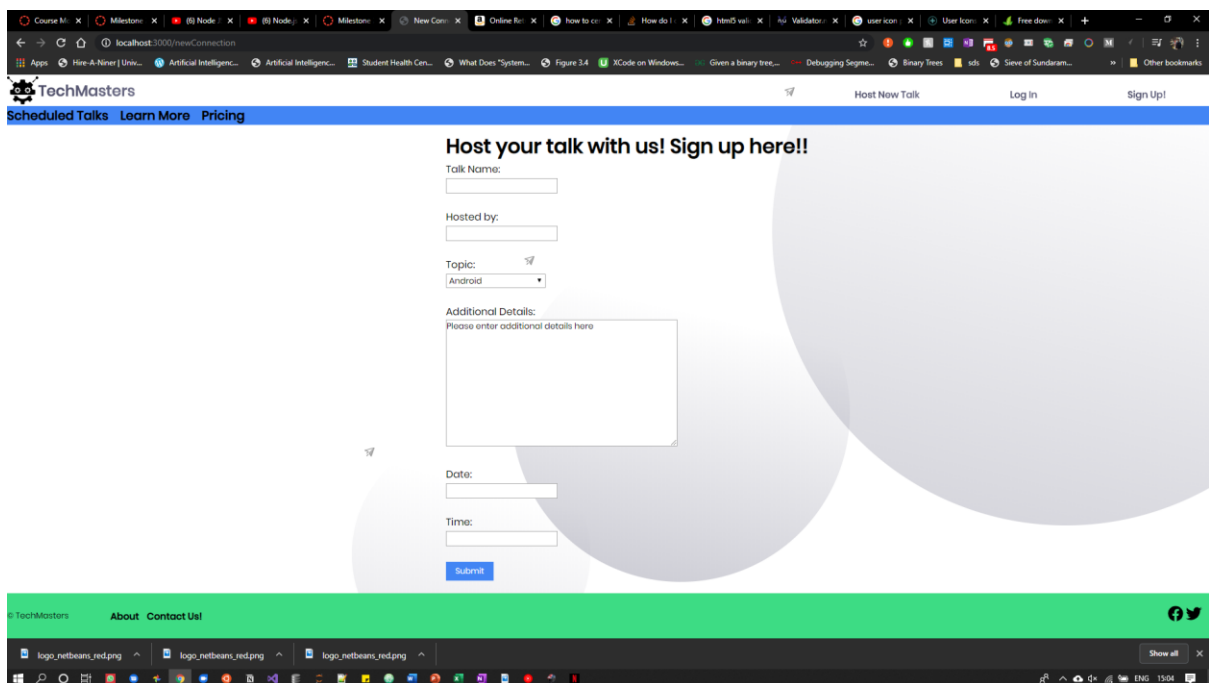 Course Mo
Milestone
(6) Node J
(6) Node.js
Milestone
New Conn
Online Ret
how to cen
How do I
html5 vali
Validator.n
user icon p
User Icon
Free down
localhost:3000/newConnection
Apps
Hire-A-Niner | Univ...
Artificial Intelligenc...
Artificial Intelligenc...
Student Health Cen...
What Does "System...
Figure 3.4
XCode on Windows...
Given a binary tree,...
Debugging Segme...
Binary Trees
sds
Sieve of Sundaram...
Other bookmarks
TechMasters
Host New Talk
Log In
Sign Up!
Scheduled Talks Learn More Pricing
Host your talk with us! Sign up here!!
Talk Name:
Hosted by:
Topic:
Android
Additional Details:
Please enter additional details here
Date:
Time:
Submit
© TechMasters
About Contact Us!
logo_netbeans_red.png
logo_netbeans_red.png
logo_netbeans_red.png
Show all
ENG 15:04